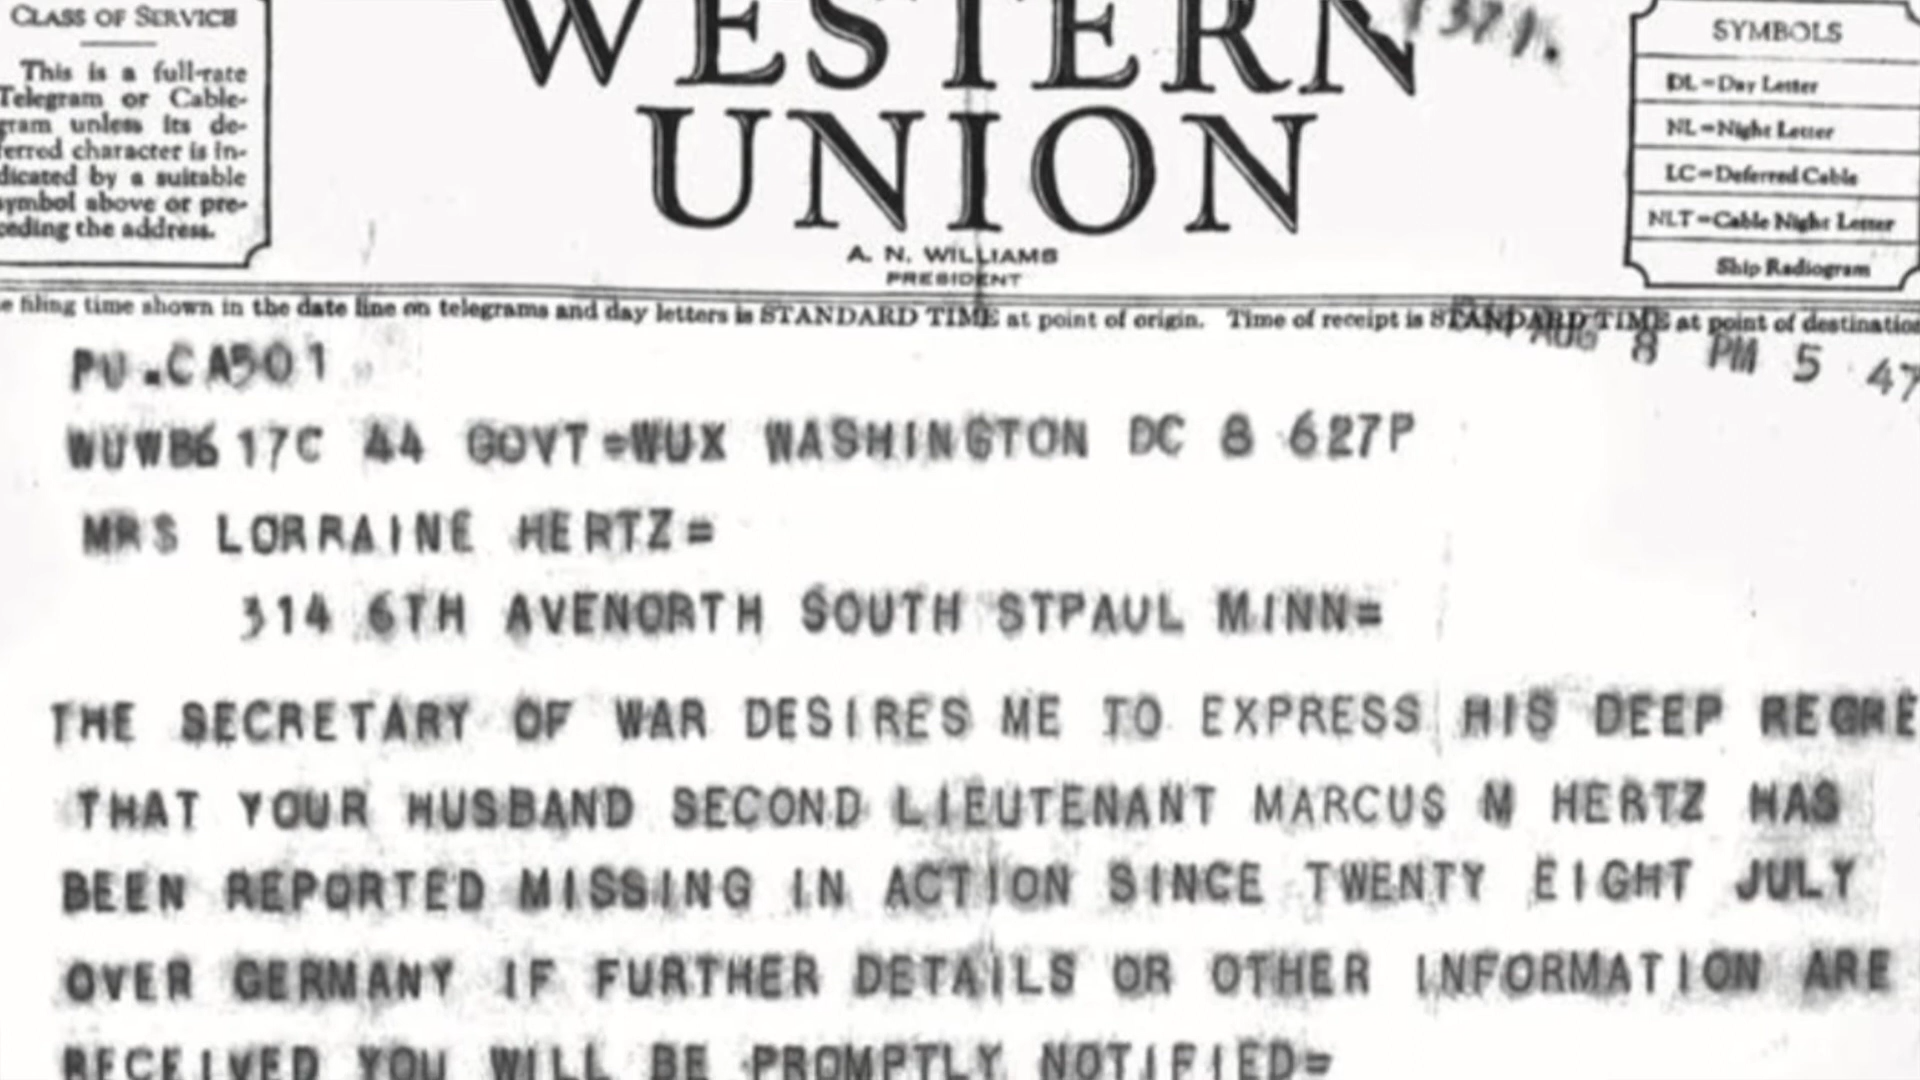 CLASS OF SERVICE
This is a full-rate
Telegram or Cable-
gram unless its de-
ferred character is in-
dicated by a suitable
symbol above or pre-
ceding the address.
WESTERN
UNION
1371.
A. N. WILLIAMS
PRESIDENT
SYMBOLS
DL=Day Letter
NL=Night Letter
LC=Deferred Cable
NLT=Cable Night Letter
Ship Radiogram
e filing time shown in the date line on telegrams and day letters is STANDARD TIME at point of origin. Time of receipt is STANDARD TIME at point of destination
AUG 8 PM 5 47
PU.CA501
WUWB617C 44 GOVT=WUX WASHINGTON DC 8 627P
MRS LORRAINE HERTZ=
314 6TH AVENORTH SOUTH STPAUL MINN=
THE SECRETARY OF WAR DESIRES ME TO EXPRESS HIS DEEP REGRE
THAT YOUR HUSBAND SECOND LIEUTENANT MARCUS M HERTZ HAS
BEEN REPORTED MISSING IN ACTION SINCE TWENTY EIGHT JULY
OVER GERMANY IF FURTHER DETAILS OR OTHER INFORMATION ARE
RECEIVED YOU WILL BE PROMPTLY NOTIFIED=